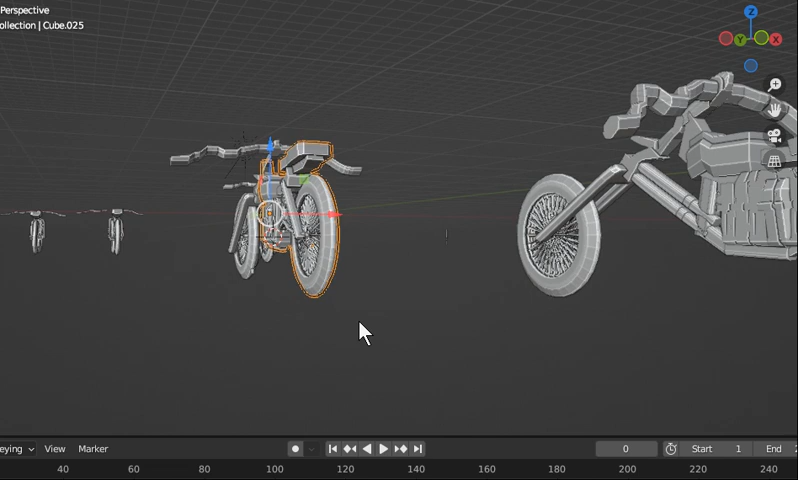 Perspective
ollection | Cube.025
Z
Y
X
eying
View
Marker
0
Start 1
End
40 60 80 100 120 140 160 180 200 220 240